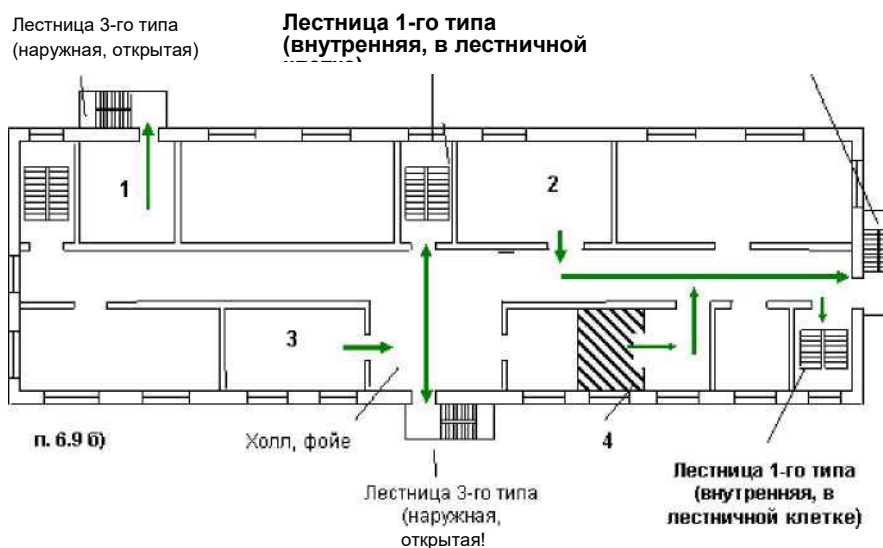 Лестница 3-го типа
(наружная, открытая)
Лестница 1-го типа
(внутренняя, в лестничной
клетке)
1
2
3
п. 6.9 б)
Холл, фойе
4
Лестница 3-го типа
(наружная,
открытая!
Лестница 1-го типа
(внутренняя, в
лестничной клетке)